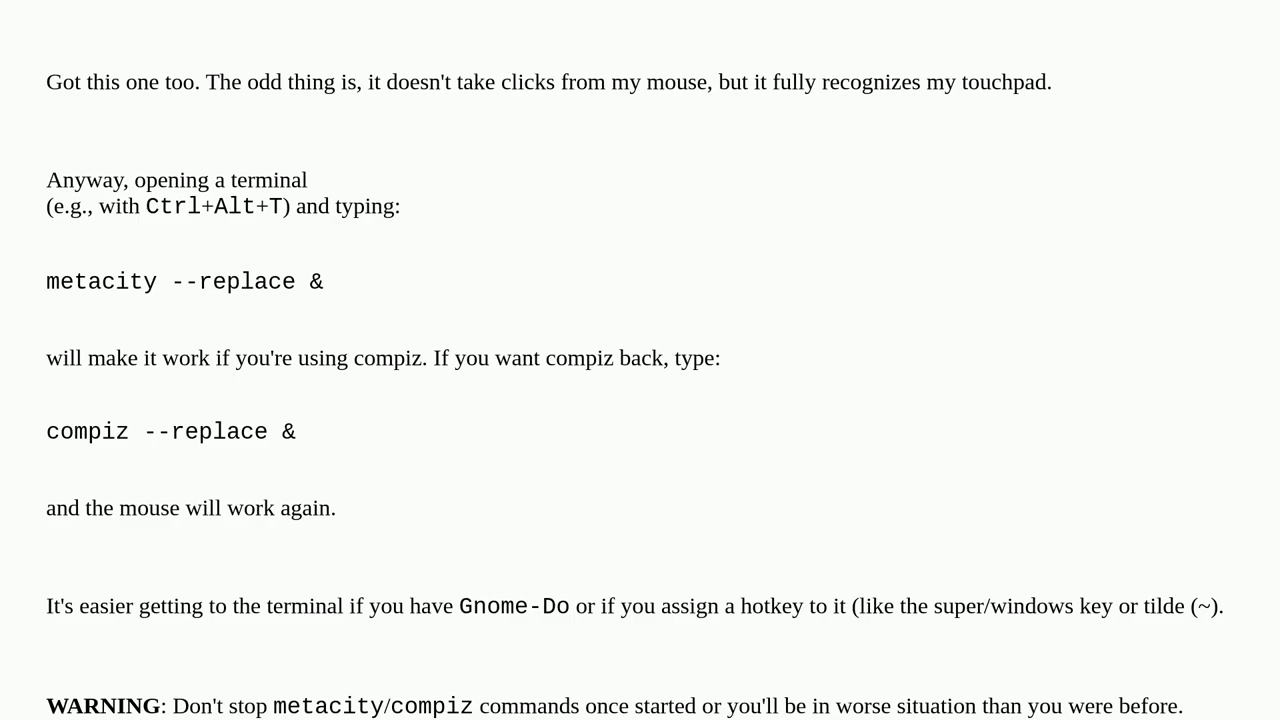 Got this one too. The odd thing is, it doesn't take clicks from my mouse, but it fully recognizes my touchpad.
Anyway, opening a terminal
(e.g., with Ctrl+Alt+T) and typing:
metacity --replace &
will make it work if you're using compiz. If you want compiz back, type:
compiz --replace &
and the mouse will work again.
It's easier getting to the terminal if you have Gnome-Do or if you assign a hotkey to it (like the super/windows key or tilde (~).
WARNING: Don't stop metacity/compiz commands once started or you'll be in worse situation than you were before.